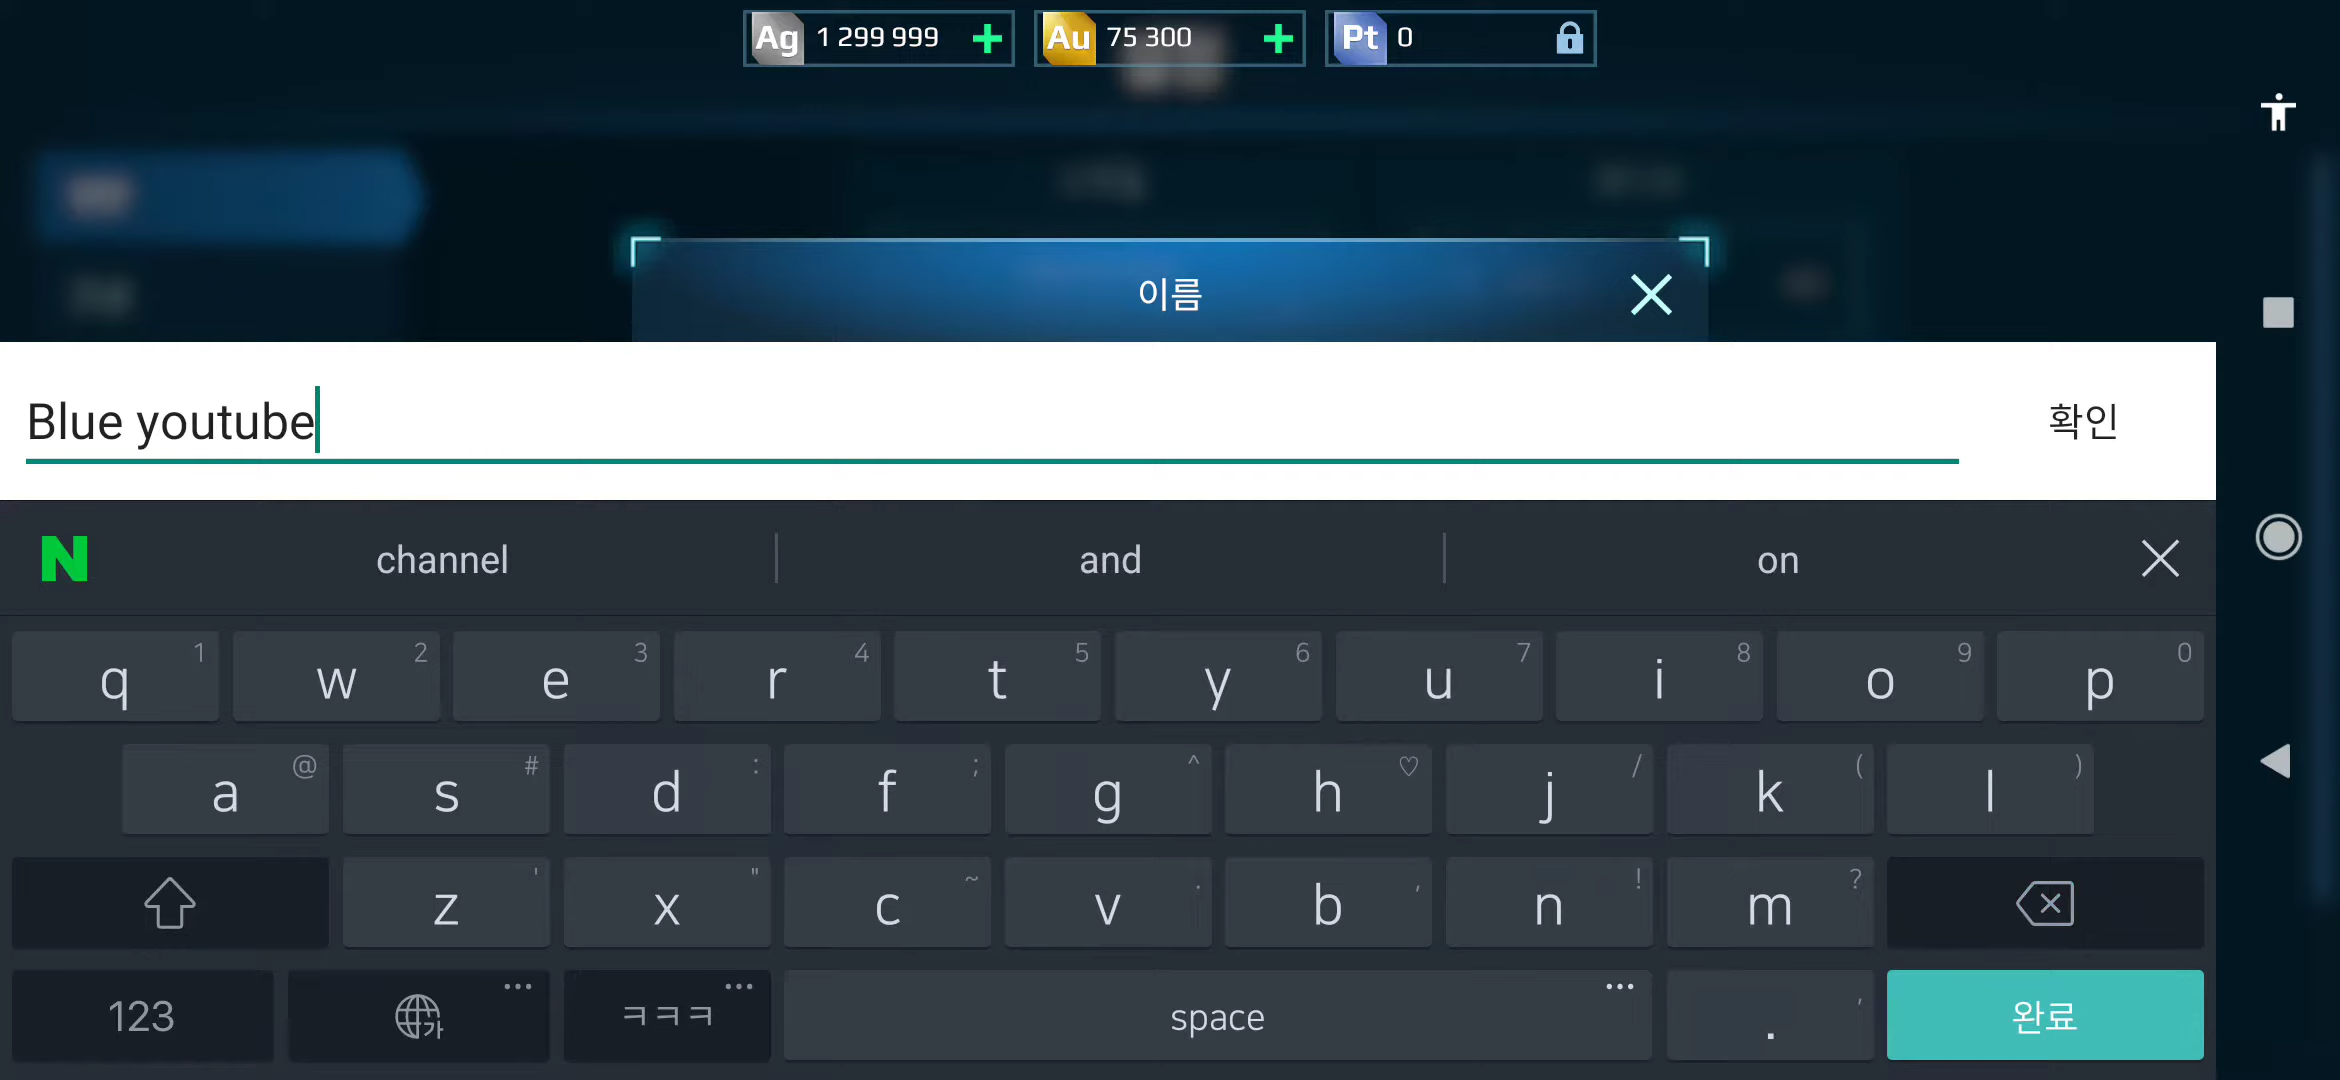 Ag 1 299 999 Au 75 300 Pt 0
이름
Blue youtube 확인
N channel and on
q 1 w 2 e 3 r 4 t 5 y 6 u 7 i 8 o 9 p 0
a @ s # d : f ; g ^ h ♡ j / k ( l )
z ' x " c ~ v . b , n ! m ?
123 가 ㅋㅋㅋ space . , 완료